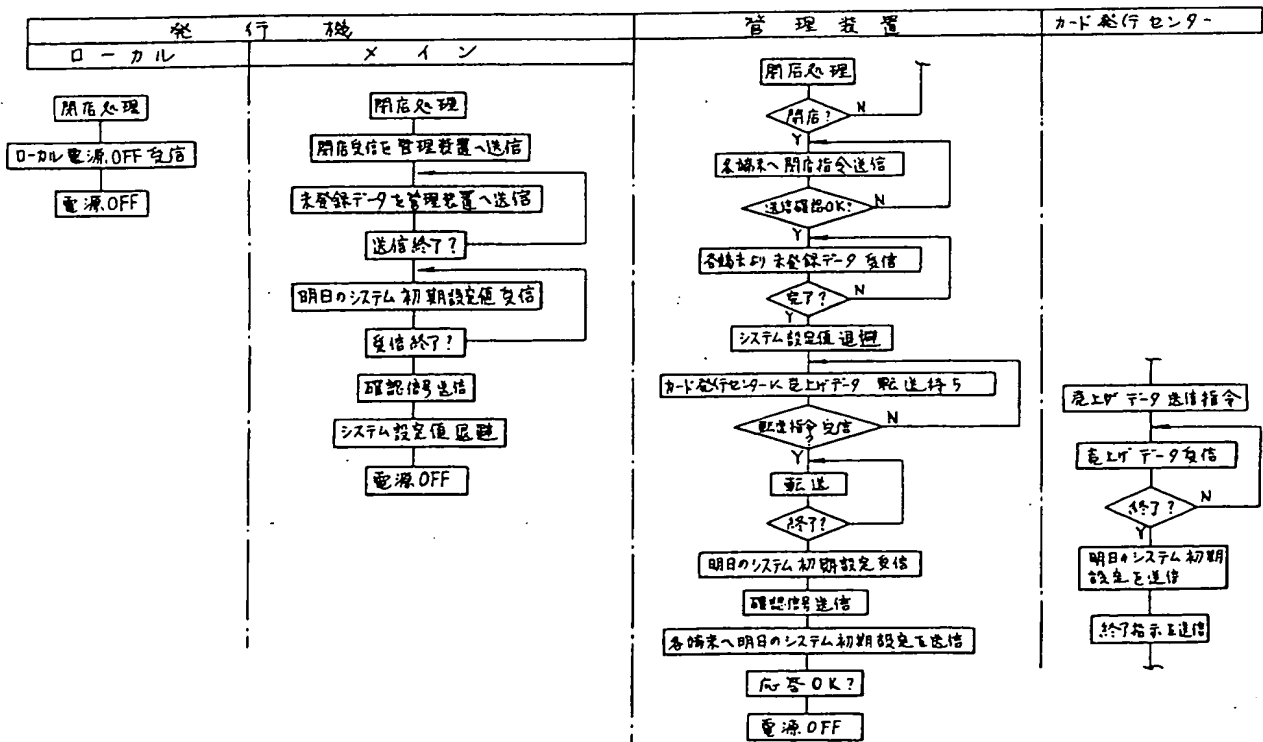 発行機
管理装置
カード発行センター
ローカル
メイン
閉店処理
ローカル電源OFF受信
電源OFF
閉店処理
閉店受信を管理装置へ送信
未登録データを管理装置へ送信
送信終了?
明日のシステム初期設定値受信
受信終了?
確認信号送信
システム設定値退避
電源OFF
閉店処理
閉店?
N
Y
各端末へ閉店指令送信
送信確認OK?
N
Y
各端末より未登録データ受信
完了?
N
Y
システム設定値退避
カード発行センターへ売上げデータ転送待ち
転送指令受信
?
N
Y
転送
終了?
明日のシステム初期設定受信
確認信号送信
各端末へ明日のシステム初期設定を送信
応答OK?
電源OFF
売上げデータ送信指令
売上げデータ受信
終了?
N
Y
明日のシステム初期
設定を送信
終了指示を送信